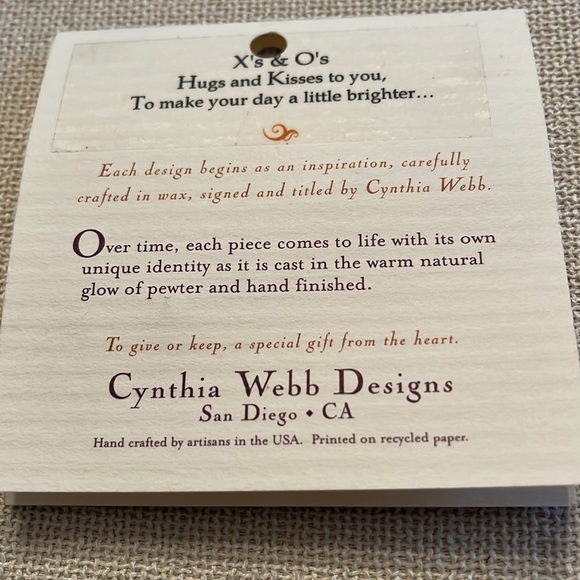 X's & O's
Hugs and Kisses to you,
To make your day a little brighter...
Each design begins as an inspiration, carefully
crafted in wax, signed and titled by Cynthia Webb.
Over time, each piece comes to life with its own
unique identity as it is cast in the warm natural
glow of pewter and hand finished.
To give or keep, a special gift from the heart.
Cynthia Webb Designs
San Diego ♦ CA
Hand crafted by artisans in the USA. Printed on recycled paper.